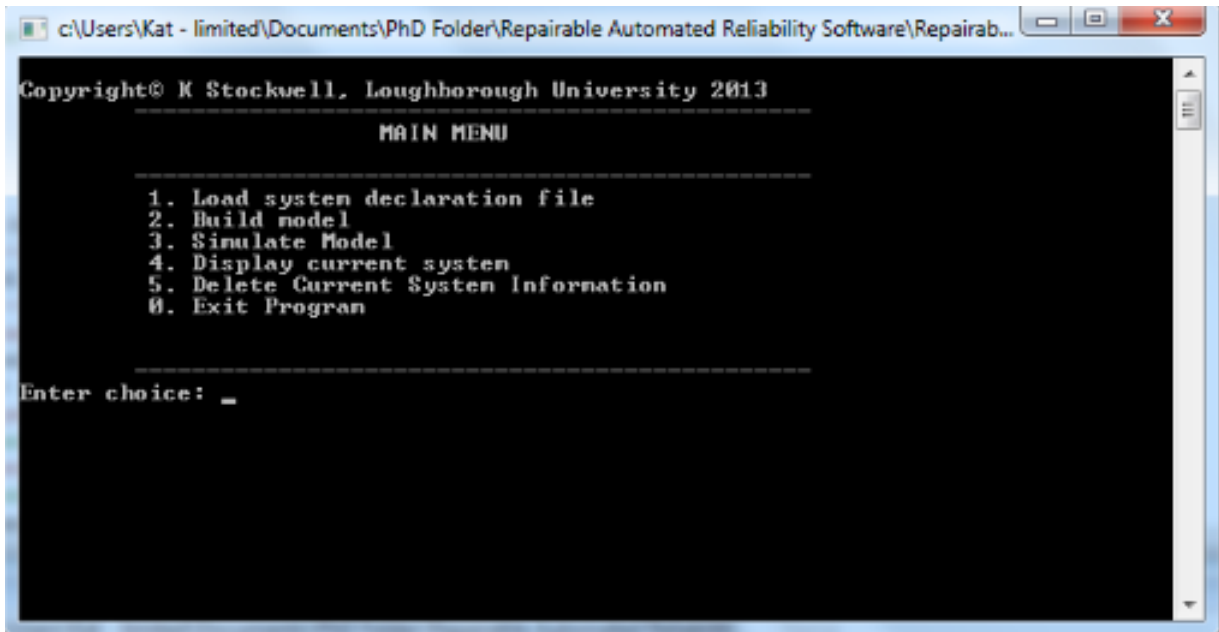 c:\Users\Kat - limited\Documents\PhD Folder\Repairable Automated Reliability Software\Repairab...
Copyright© K Stockwell, Loughborough University 2013
MAIN MENU
1. Load system declaration file
2. Build model
3. Simulate Model
4. Display current system
5. Delete Current System Information
0. Exit Program
Enter choice: _